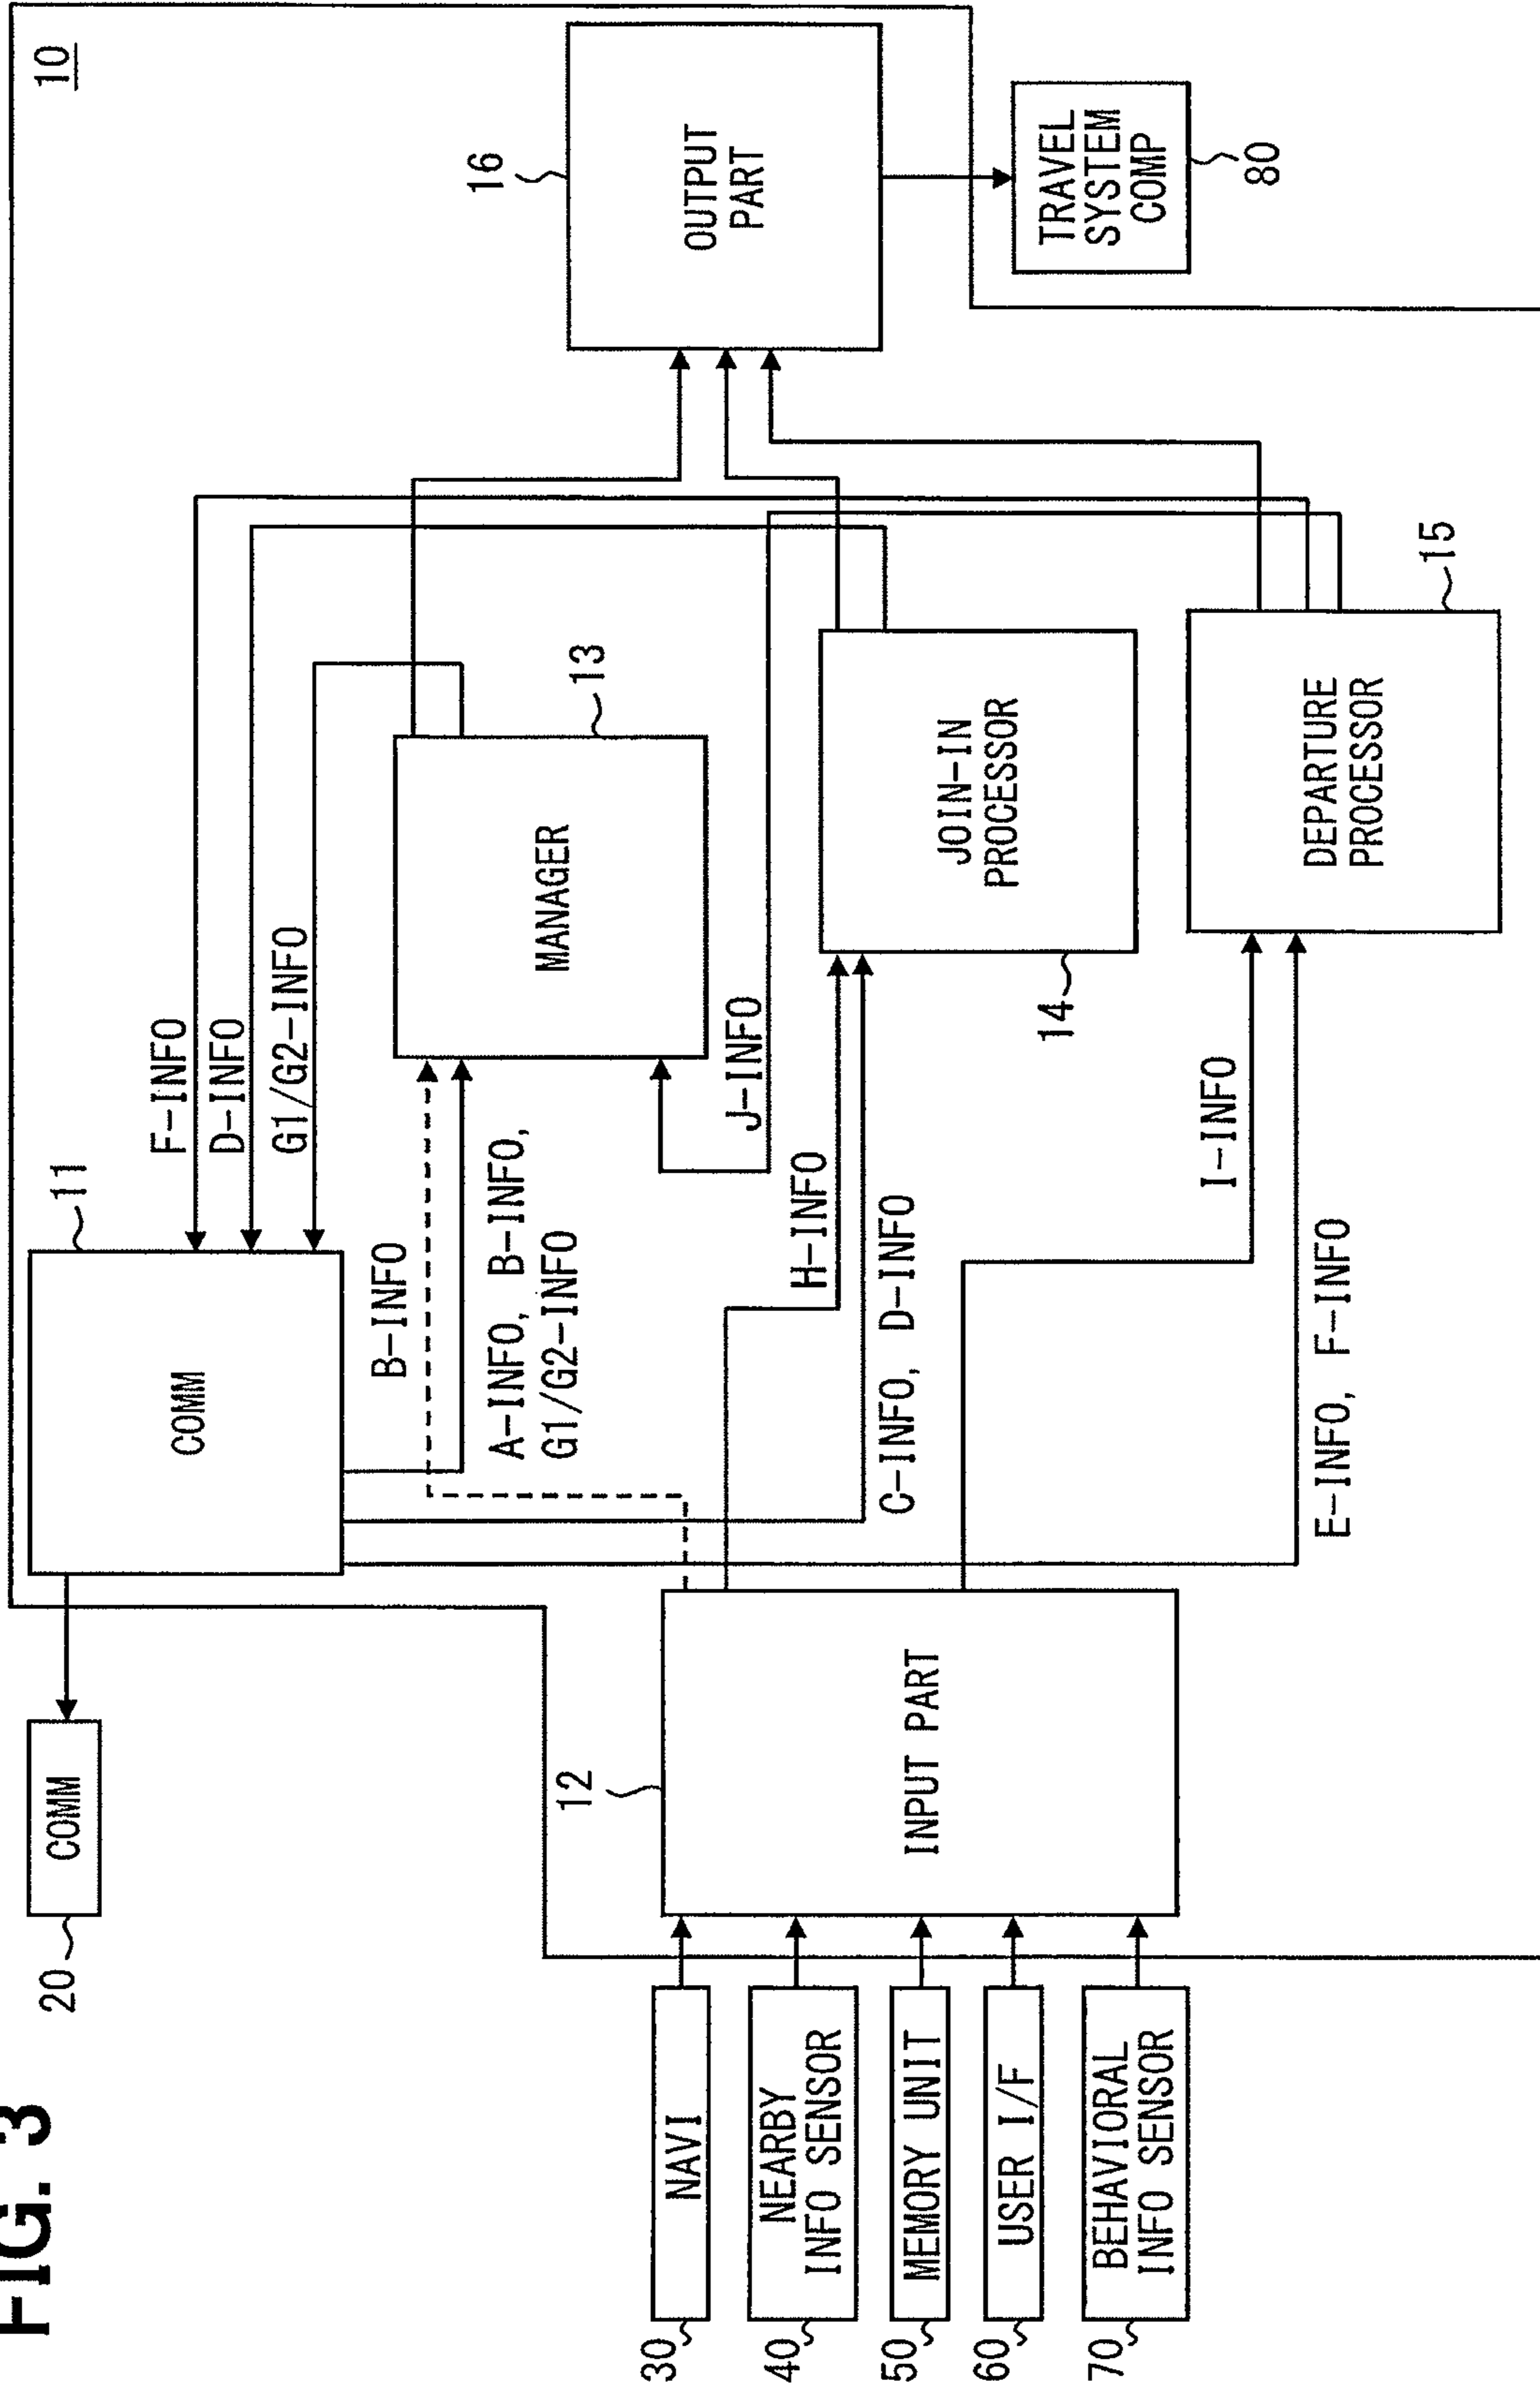 FIG. 3
10
20
COMM
11
COMM
F-INFO
D-INFO
G1/G2-INFO
B-INFO
A-INFO, B-INFO,
G1/G2-INFO
MANAGER
13
16
OUTPUT
PART
TRAVEL
SYSTEM
COMP
80
J-INFO
H-INFO
C-INFO, D-INFO
JOIN-IN
PROCESSOR
14
I-INFO
E-INFO, F-INFO
DEPARTURE
PROCESSOR
15
12
INPUT PART
30
NAVI
40
NEARBY
INFO SENSOR
50
MEMORY UNIT
60
USER I/F
70
BEHAVIORAL
INFO SENSOR